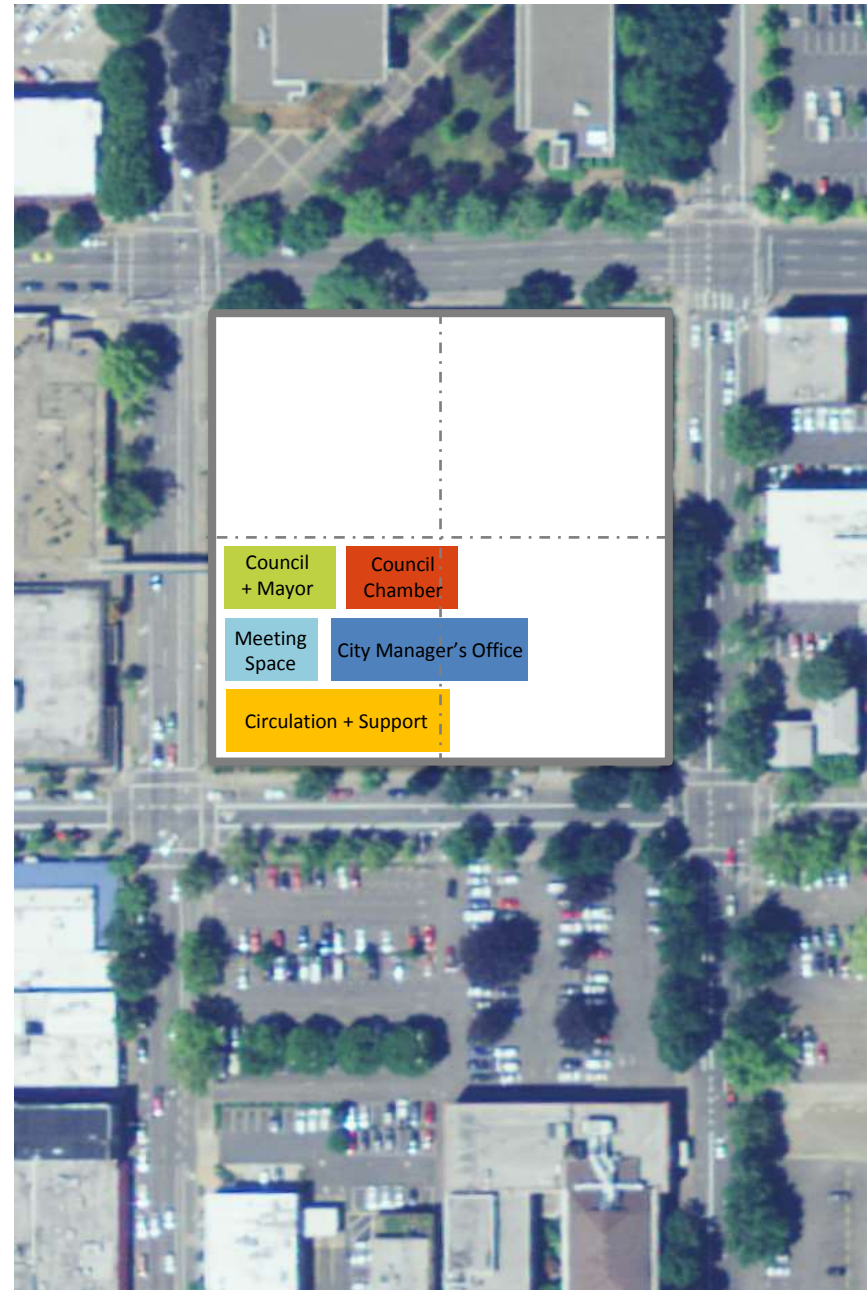 Council
+ Mayor
Council
Chamber
Meeting
Space
City Manager’s Office
Circulation + Support